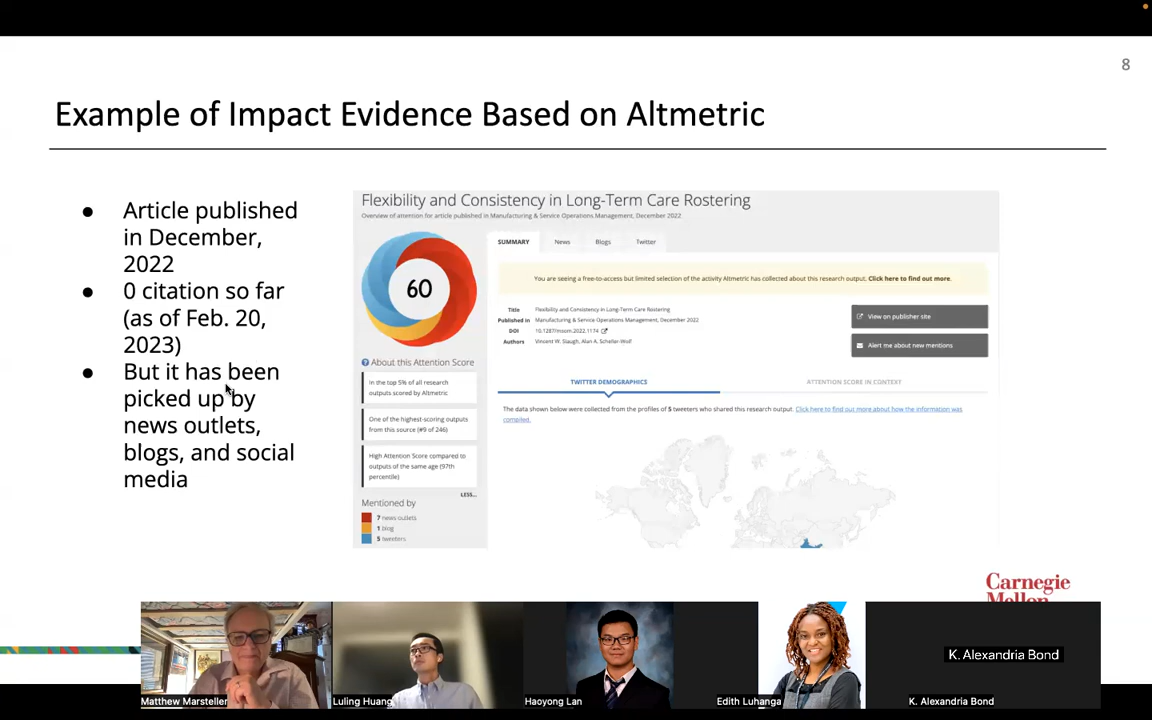 8
Example of Impact Evidence Based on Altmetric
● Article published
in December,
2022
● 0 citation so far
(as of Feb. 20,
2023)
● But it has been
picked up by
news outlets,
blogs, and social
media
Flexibility and Consistency in Long-Term Care Rostering
Overview of attention for article published in Manufacturing & Service Operations Management, December 2022
60
About this Attention Score
In the top 5% of all research
outputs scored by Altmetric
One of the highest-scoring outputs
from this source (#9 of 246)
High Attention Score compared to
outputs of the same age (97th
percentile)
LESS...
Mentioned by
7 news outlets
1 blog
5 tweeters
SUMMARY News Blogs Twitter
You are seeing a free-to-access but limited selection of the activity Altmetric has collected about this research output. Click here to find out more.
Title Flexibility and Consistency in Long-Term Care Rostering
Published in Manufacturing & Service Operations Management, December 2022
DOI 10.1287/msom.2022.1174
Authors Vincent W. Slaugh, Alan A. Scheller-Wolf
View on publisher site
Alert me about new mentions
TWITTER DEMOGRAPHICS ATTENTION SCORE IN CONTEXT
The data shown below were collected from the profiles of 5 tweeters who shared this research output. Click here to find out more about how the information was
compiled.
Carnegie
Mellon
K. Alexandria Bond
Matthew Marsteller Luling Huang Haoyong Lan Edith Luhanga K. Alexandria Bond